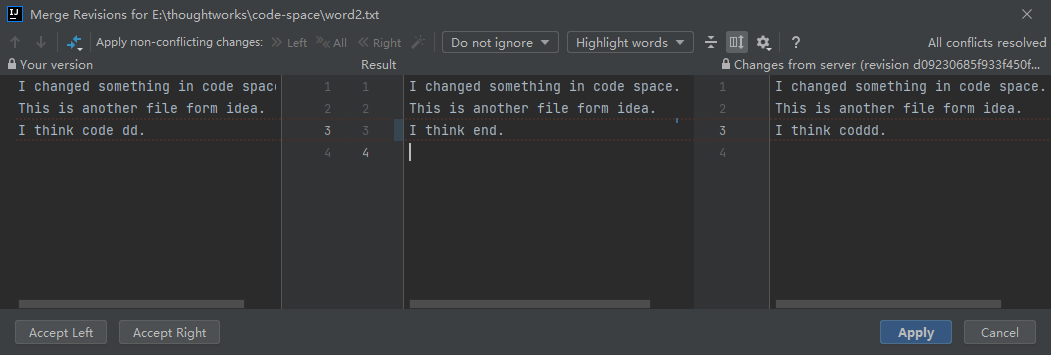 IJ Merge Revisions for E:\thoughtworks\code-space\word2.txt
Apply non-conflicting changes: Left All Right Do not ignore Highlight words ? All conflicts resolved
Your version Result Changes from server (revision d09230685f933f450f...
I changed something in code space 1 1 I changed something in code space. 1 I changed something in code space.
This is another file form idea. 2 2 This is another file form idea. 2 This is another file form idea.
I think code dd. 3 3 I think end. 3 I think coddd.
4 4 4
Accept Left Accept Right Apply Cancel